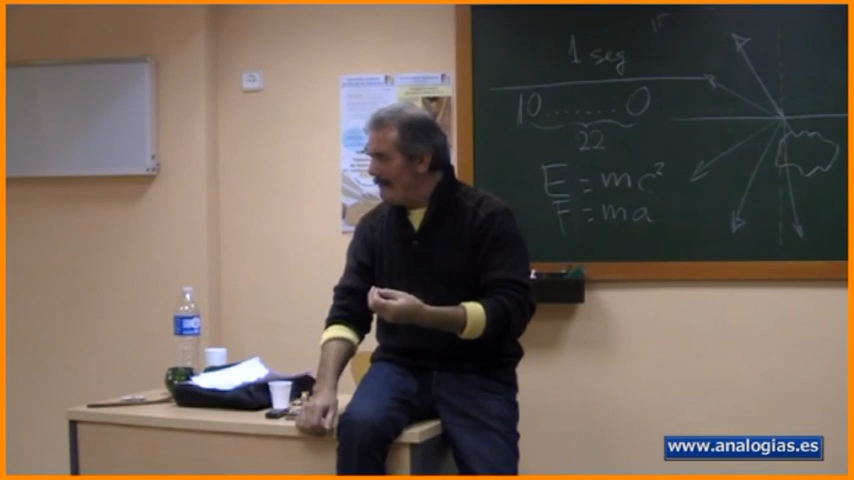 1 seg
10.......0
22
E = mc²
F = ma
www.analogias.es